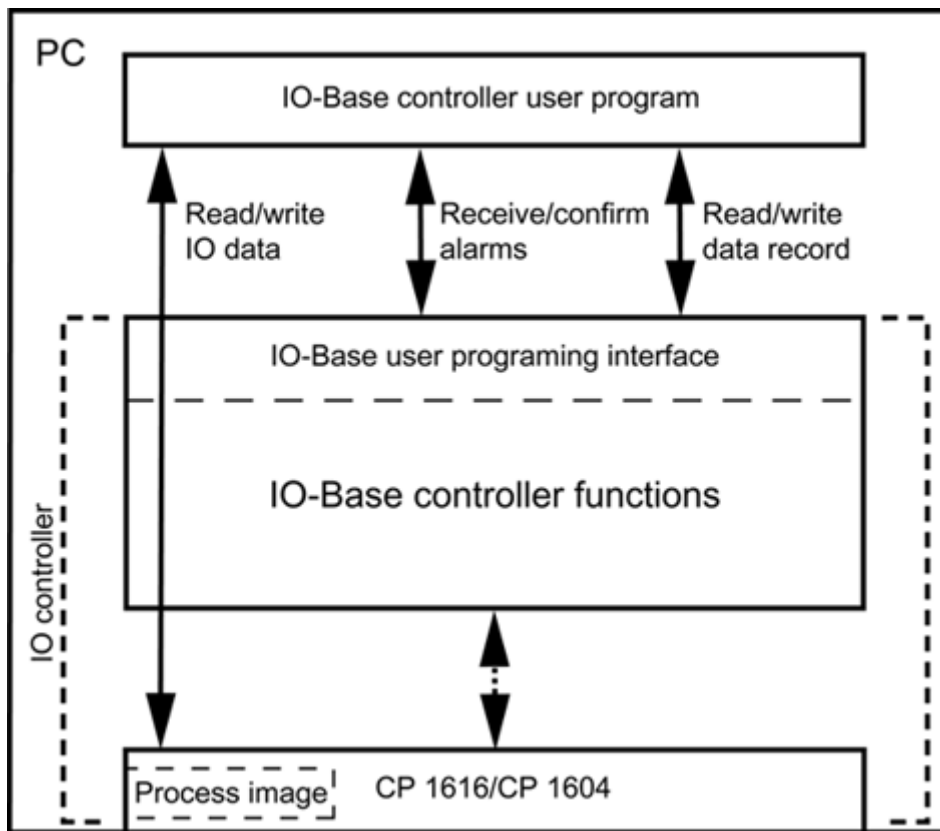 PC
IO-Base controller user program
Read/write
IO data
Receive/confirm
alarms
Read/write
data record
IO-Base user programing interface
IO-Base controller functions
IO controller
Process image
CP 1616/CP 1604